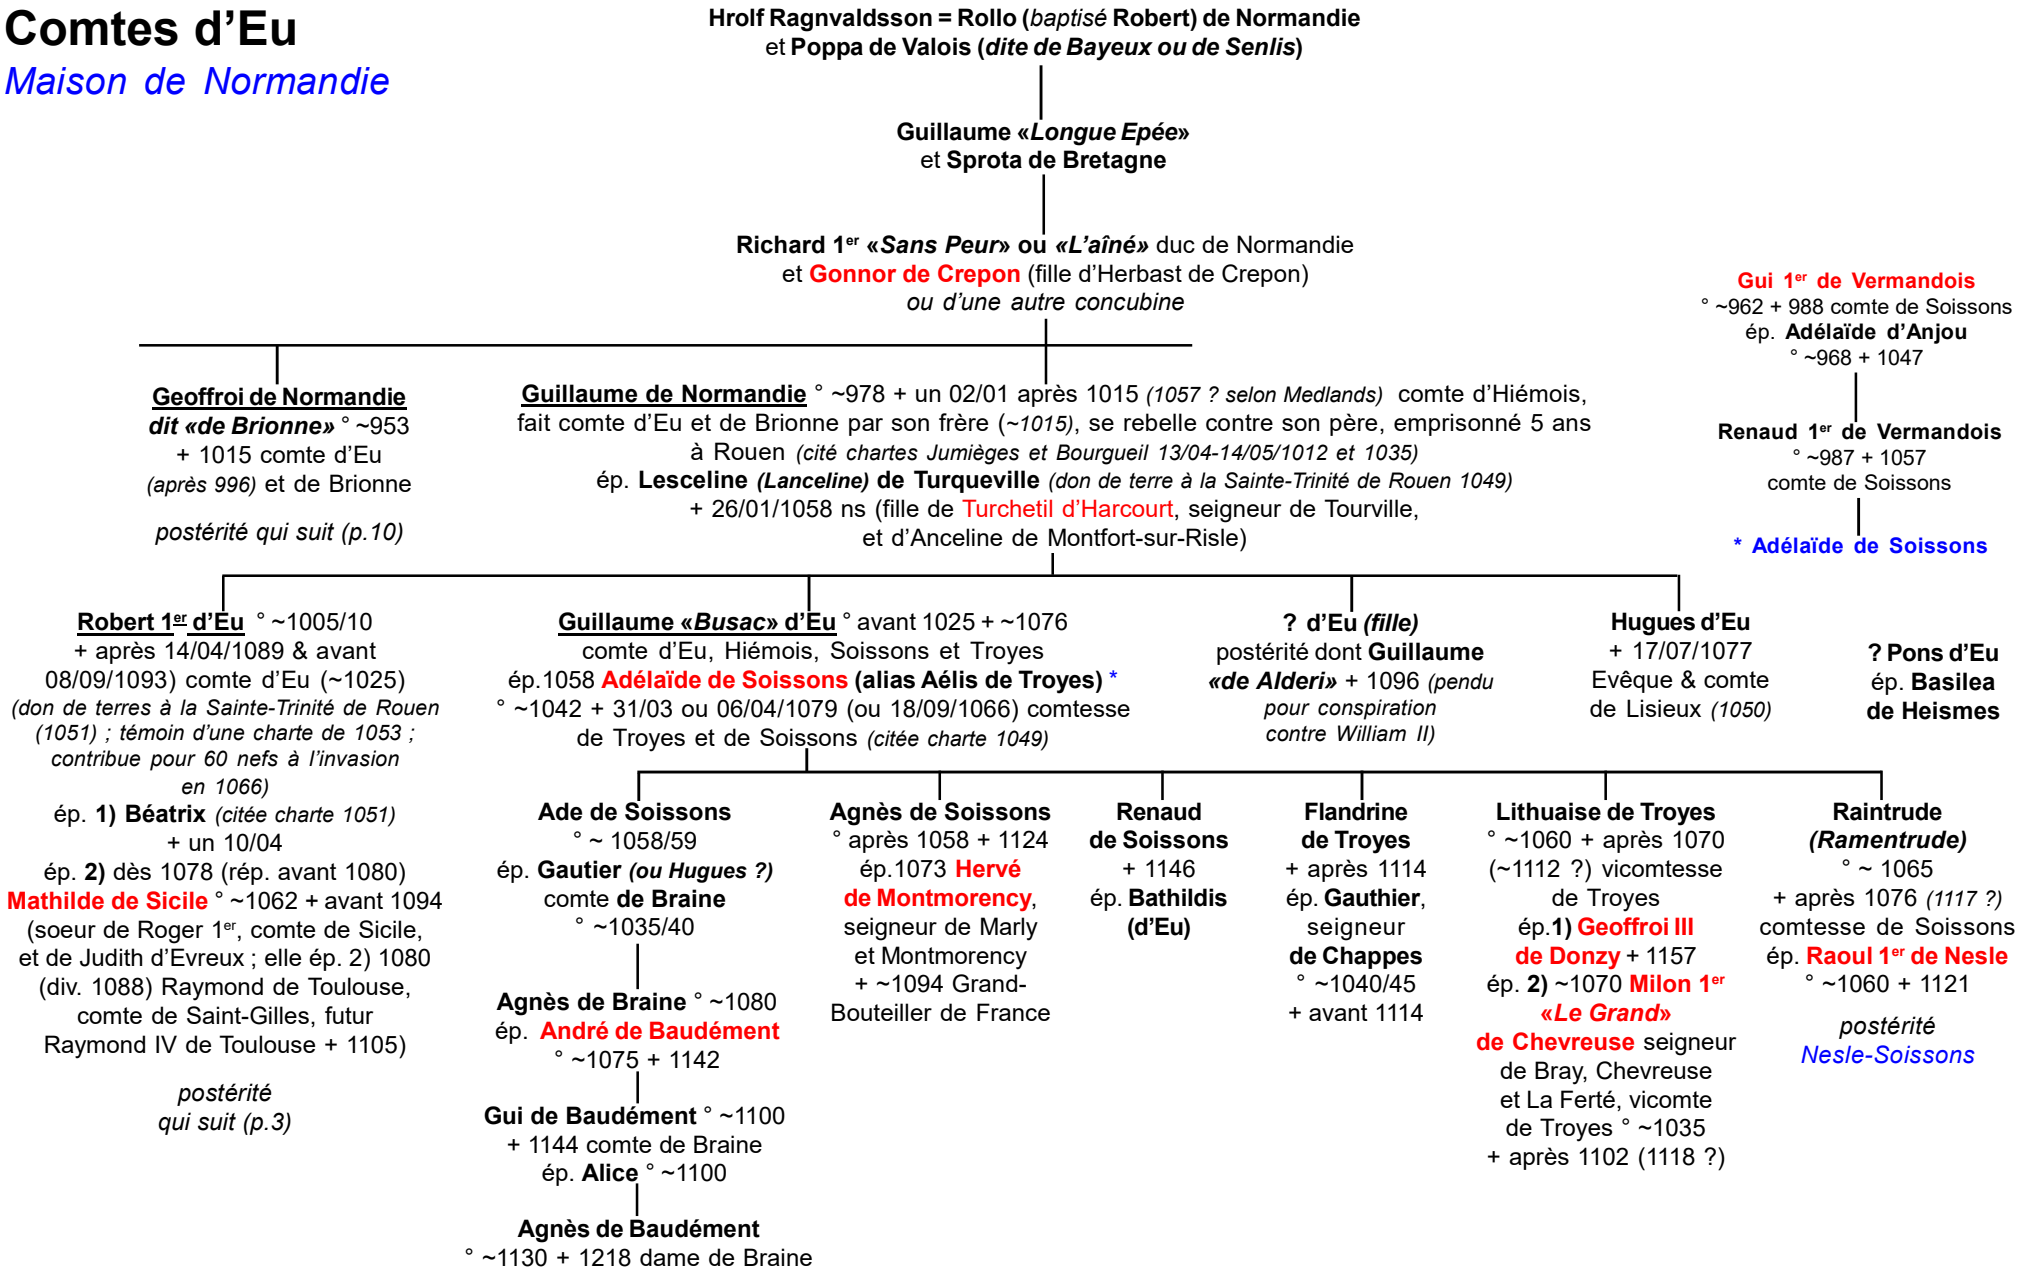 Comtes d’Eu
Maison de Normandie
Hrolf Ragnvaldsson = Rollo (baptisé Robert) de Normandie
et Poppa de Valois (dite de Bayeux ou de Senlis)
Guillaume «Longue Epée»
et Sprota de Bretagne
Richard 1er «Sans Peur» ou «L’aîné» duc de Normandie
et Gonnor de Crepon (fille d’Herbast de Crepon)
ou d’une autre concubine
Gui 1er de Vermandois
° ~962 + 988 comte de Soissons
ép. Adélaïde d’Anjou
° ~968 + 1047
Renaud 1er de Vermandois
° ~987 + 1057
comte de Soissons
* Adélaïde de Soissons
Geoffroi de Normandie
dit «de Brionne» ° ~953
+ 1015 comte d’Eu
(après 996) et de Brionne
postérité qui suit (p.10)
Guillaume de Normandie ° ~978 + un 02/01 après 1015 (1057 ? selon Medlands) comte d’Hiémois,
fait comte d’Eu et de Brionne par son frère (~1015), se rebelle contre son père, emprisonné 5 ans
à Rouen (cité chartes Jumièges et Bourgueil 13/04-14/05/1012 et 1035)
ép. Lesceline (Lanceline) de Turqueville (don de terre à la Sainte-Trinité de Rouen 1049)
+ 26/01/1058 ns (fille de Turchetil d’Harcourt, seigneur de Tourville,
et d’Anceline de Montfort-sur-Risle)
Robert 1er d’Eu ° ~1005/10
+ après 14/04/1089 & avant
08/09/1093) comte d’Eu (~1025)
(don de terres à la Sainte-Trinité de Rouen
(1051) ; témoin d’une charte de 1053 ;
contribue pour 60 nefs à l’invasion
en 1066)
ép. 1) Béatrix (citée charte 1051)
+ un 10/04
ép. 2) dès 1078 (rép. avant 1080)
Mathilde de Sicile ° ~1062 + avant 1094
(soeur de Roger 1er, comte de Sicile,
et de Judith d’Evreux ; elle ép. 2) 1080
(div. 1088) Raymond de Toulouse,
comte de Saint-Gilles, futur
Raymond IV de Toulouse + 1105)
postérité
qui suit (p.3)
Guillaume «Busac» d’Eu ° avant 1025 + ~1076
comte d’Eu, Hiémois, Soissons et Troyes
ép.1058 Adélaïde de Soissons (alias Aélis de Troyes) *
° ~1042 + 31/03 ou 06/04/1079 (ou 18/09/1066) comtesse
de Troyes et de Soissons (citée charte 1049)
? d’Eu (fille)
postérité dont Guillaume
«de Alderi» + 1096 (pendu
pour conspiration
contre William II)
Hugues d’Eu
+ 17/07/1077
Evêque & comte
de Lisieux (1050)
? Pons d’Eu
ép. Basilea
de Heismes
Ade de Soissons
° ~ 1058/59
ép. Gautier (ou Hugues ?)
comte de Braine
° ~1035/40
Agnès de Braine ° ~1080
ép. André de Baudément
° ~1075 + 1142
Gui de Baudément ° ~1100
+ 1144 comte de Braine
ép. Alice ° ~1100
Agnès de Baudément
° ~1130 + 1218 dame de Braine
Agnès de Soissons
° après 1058 + 1124
ép.1073 Hervé
de Montmorency,
seigneur de Marly
et Montmorency
+ ~1094 Grand-
Bouteiller de France
Renaud
de Soissons
+ 1146
ép. Bathildis
(d’Eu)
Flandrine
de Troyes
+ après 1114
ép. Gauthier,
seigneur
de Chappes
° ~1040/45
+ avant 1114
Lithuaise de Troyes
° ~1060 + après 1070
(~1112 ?) vicomtesse
de Troyes
ép.1) Geoffroi III
de Donzy + 1157
ép. 2) ~1070 Milon 1er
«Le Grand»
de Chevreuse seigneur
de Bray, Chevreuse
et La Ferté, vicomte
de Troyes ° ~1035
+ après 1102 (1118 ?)
Raintrude
(Ramentrude)
° ~ 1065
+ après 1076 (1117 ?)
comtesse de Soissons
ép. Raoul 1er de Nesle
° ~1060 + 1121
postérité
Nesle-Soissons